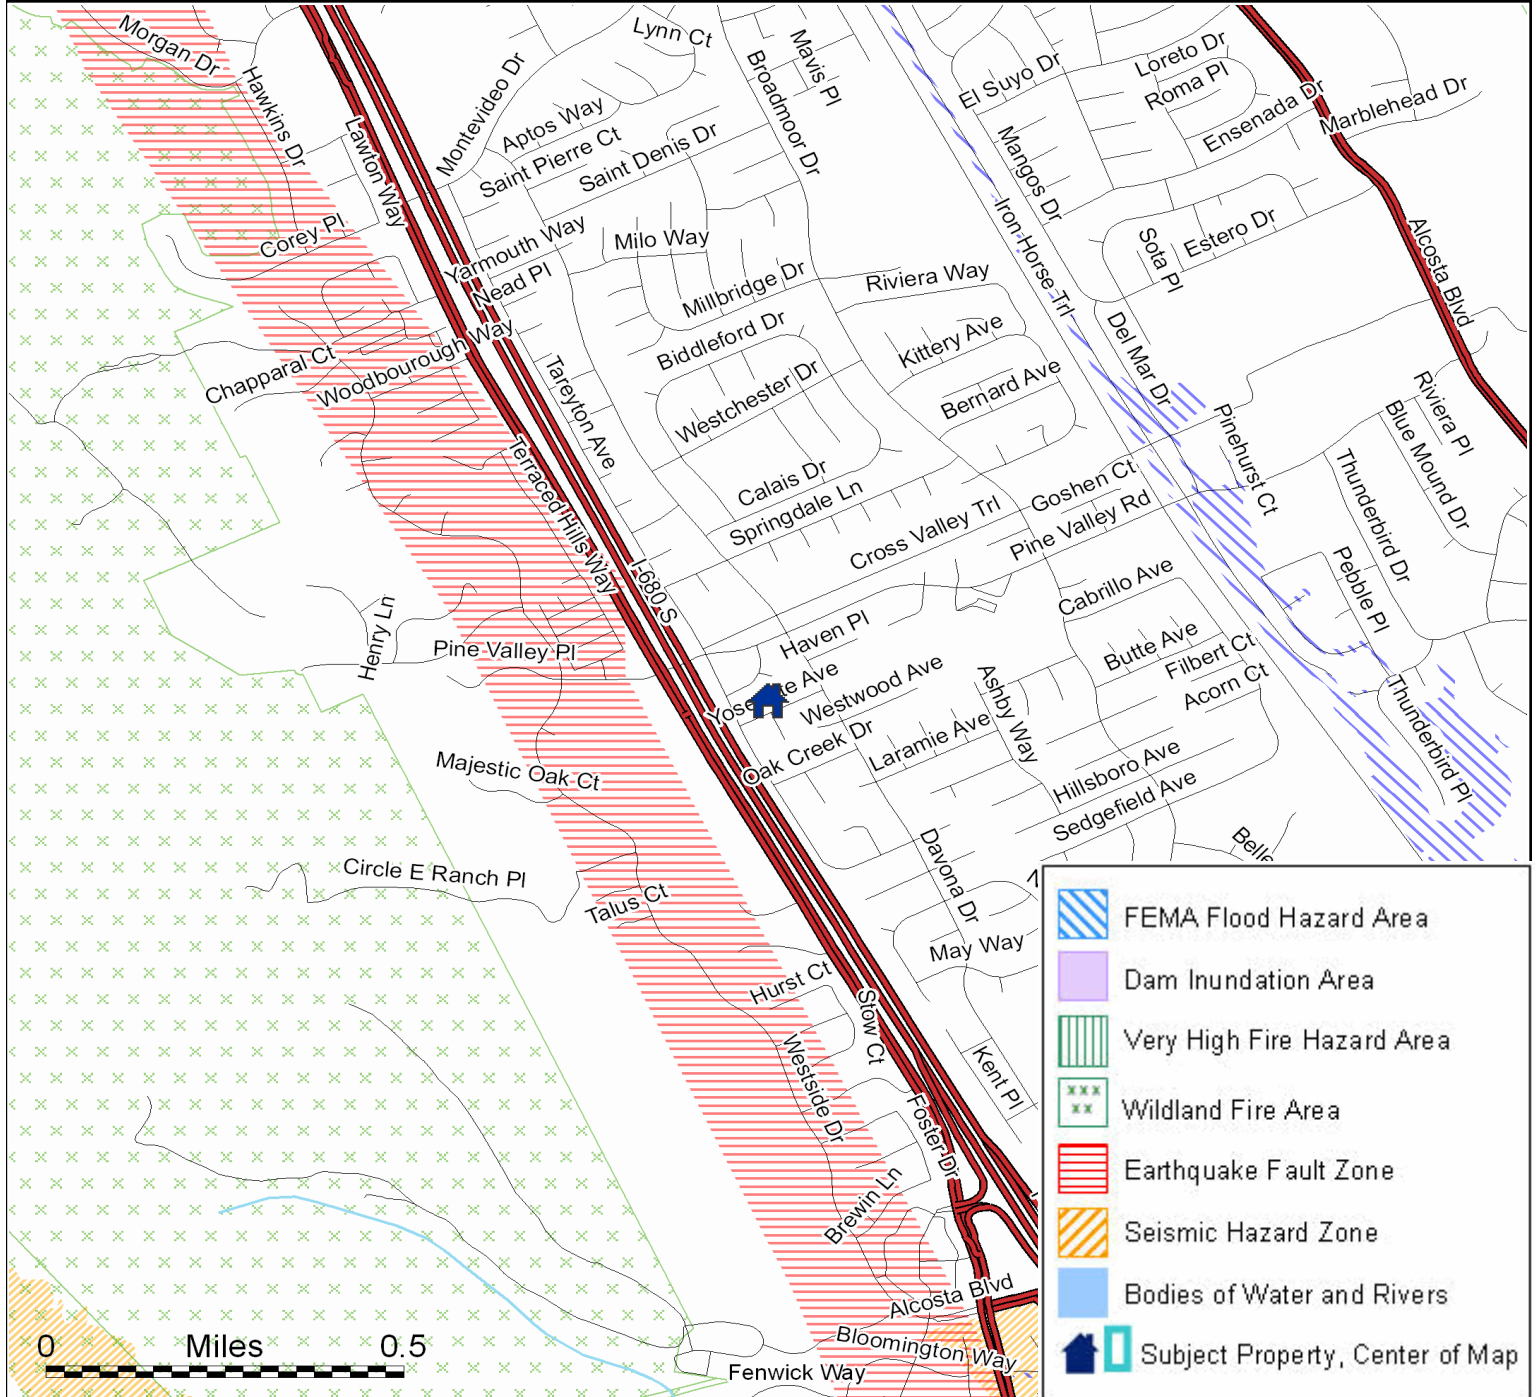 Morgan Dr
Hawkins Dr
Lawton Way
Montevideo Dr
Lynn Ct
Broadmoor Dr
Mavis Pl
El Suyo Dr
Loreto Dr
Roma Pl
Ensenada Dr
Marblehead Dr
Aptos Way
Saint Pierre Ct
Saint Denis Dr
Mangos Dr
Iron Horse Trl
Corey Pl
Yarmouth Way
Nead Pl
Milo Way
Millbridge Dr
Riviera Way
Sota Pl
Estero Dr
Alcosta Blvd
Chapparal Ct
Woodbourough Way
Biddleford Dr
Westchester Dr
Kittery Ave
Bernard Ave
Del Mar Dr
Tareyton Ave
Terraced Hills Way
Calais Dr
Springdale Ln
Cross Valley Trl
Goshen Ct
Pine Valley Rd
Pinehurst Ct
Riviera Pl
Blue Mound Dr
Thunderbird Dr
Pebble Pl
I-680 S
Henry Ln
Pine Valley Pl
Haven Pl
Cabrillo Ave
Butte Ave
Filbert Ct
Acorn Ct
Yose te Ave
Westwood Ave
Ashby Way
Oak Creek Dr
Laramie Ave
Thunderbird Pl
Majestic Oak Ct
Hillsboro Ave
Sedgefield Ave
Belle
Circle E Ranch Pl
Talus Ct
Davona Dr
May Way
Hurst Ct
Stow Ct
Kent Pl
Westside Dr
Foster Dr
Brewin Ln
Alcosta Blvd
Bloomington Way
Fenwick Way
0 Miles 0.5
FEMA Flood Hazard Area
Dam Inundation Area
Very High Fire Hazard Area
Wildland Fire Area
Earthquake Fault Zone
Seismic Hazard Zone
Bodies of Water and Rivers
Subject Property, Center of Map